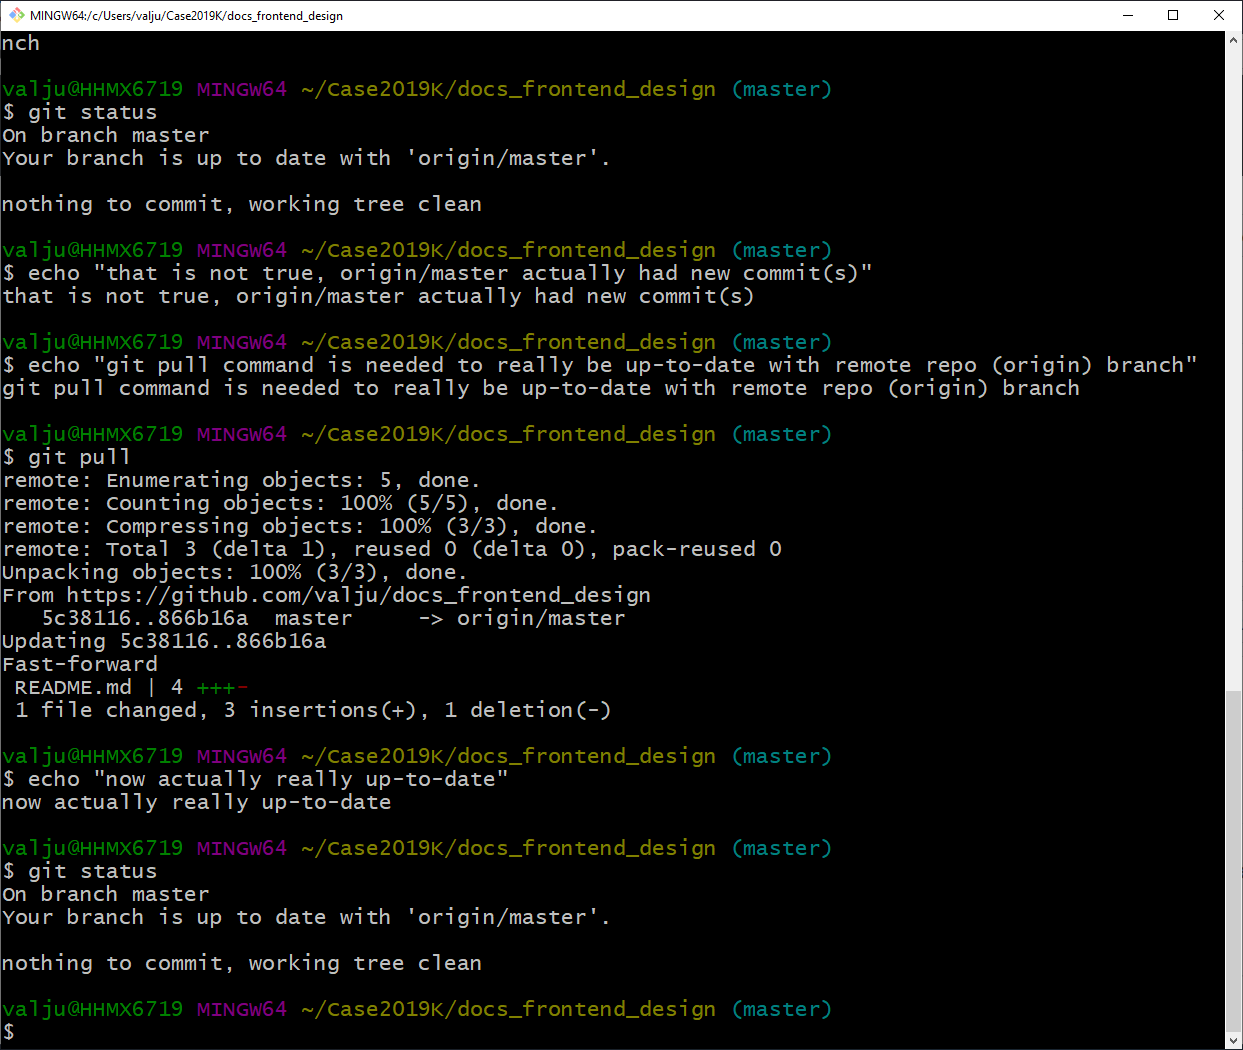 MINGW64:/c/Users/valju/Case2019K/docs_frontend_design
nch
valju@HHMX6719 MINGW64 ~/Case2019K/docs_frontend_design (master)
$ git status
On branch master
Your branch is up to date with 'origin/master'.
nothing to commit, working tree clean
valju@HHMX6719 MINGW64 ~/Case2019K/docs_frontend_design (master)
$ echo "that is not true, origin/master actually had new commit(s)"
that is not true, origin/master actually had new commit(s)
valju@HHMX6719 MINGW64 ~/Case2019K/docs_frontend_design (master)
$ echo "git pull command is needed to really be up-to-date with remote repo (origin) branch"
git pull command is needed to really be up-to-date with remote repo (origin) branch
valju@HHMX6719 MINGW64 ~/Case2019K/docs_frontend_design (master)
$ git pull
remote: Enumerating objects: 5, done.
remote: Counting objects: 100% (5/5), done.
remote: Compressing objects: 100% (3/3), done.
remote: Total 3 (delta 1), reused 0 (delta 0), pack-reused 0
Unpacking objects: 100% (3/3), done.
From https://github.com/valju/docs_frontend_design
   5c38116..866b16a  master     -> origin/master
Updating 5c38116..866b16a
Fast-forward
 README.md | 4 +++-
 1 file changed, 3 insertions(+), 1 deletion(-)
valju@HHMX6719 MINGW64 ~/Case2019K/docs_frontend_design (master)
$ echo "now actually really up-to-date"
now actually really up-to-date
valju@HHMX6719 MINGW64 ~/Case2019K/docs_frontend_design (master)
$ git status
On branch master
Your branch is up to date with 'origin/master'.
nothing to commit, working tree clean
valju@HHMX6719 MINGW64 ~/Case2019K/docs_frontend_design (master)
$